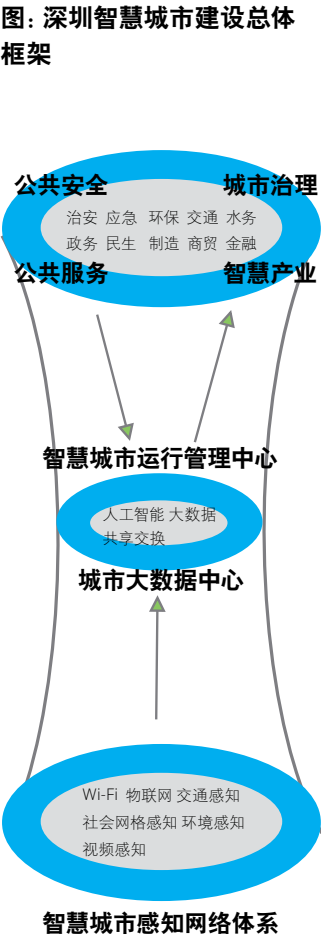 图：深圳智慧城市建设总体
框架
公共安全 城市治理
治安 应急 环保 交通 水务
政务 民生 制造 商贸 金融
公共服务 智慧产业
智慧城市运行管理中心
人工智能 大数据
共享交换
城市大数据中心
Wi-Fi 物联网 交通感知
社会网格感知 环境感知
视频感知
智慧城市感知网络体系